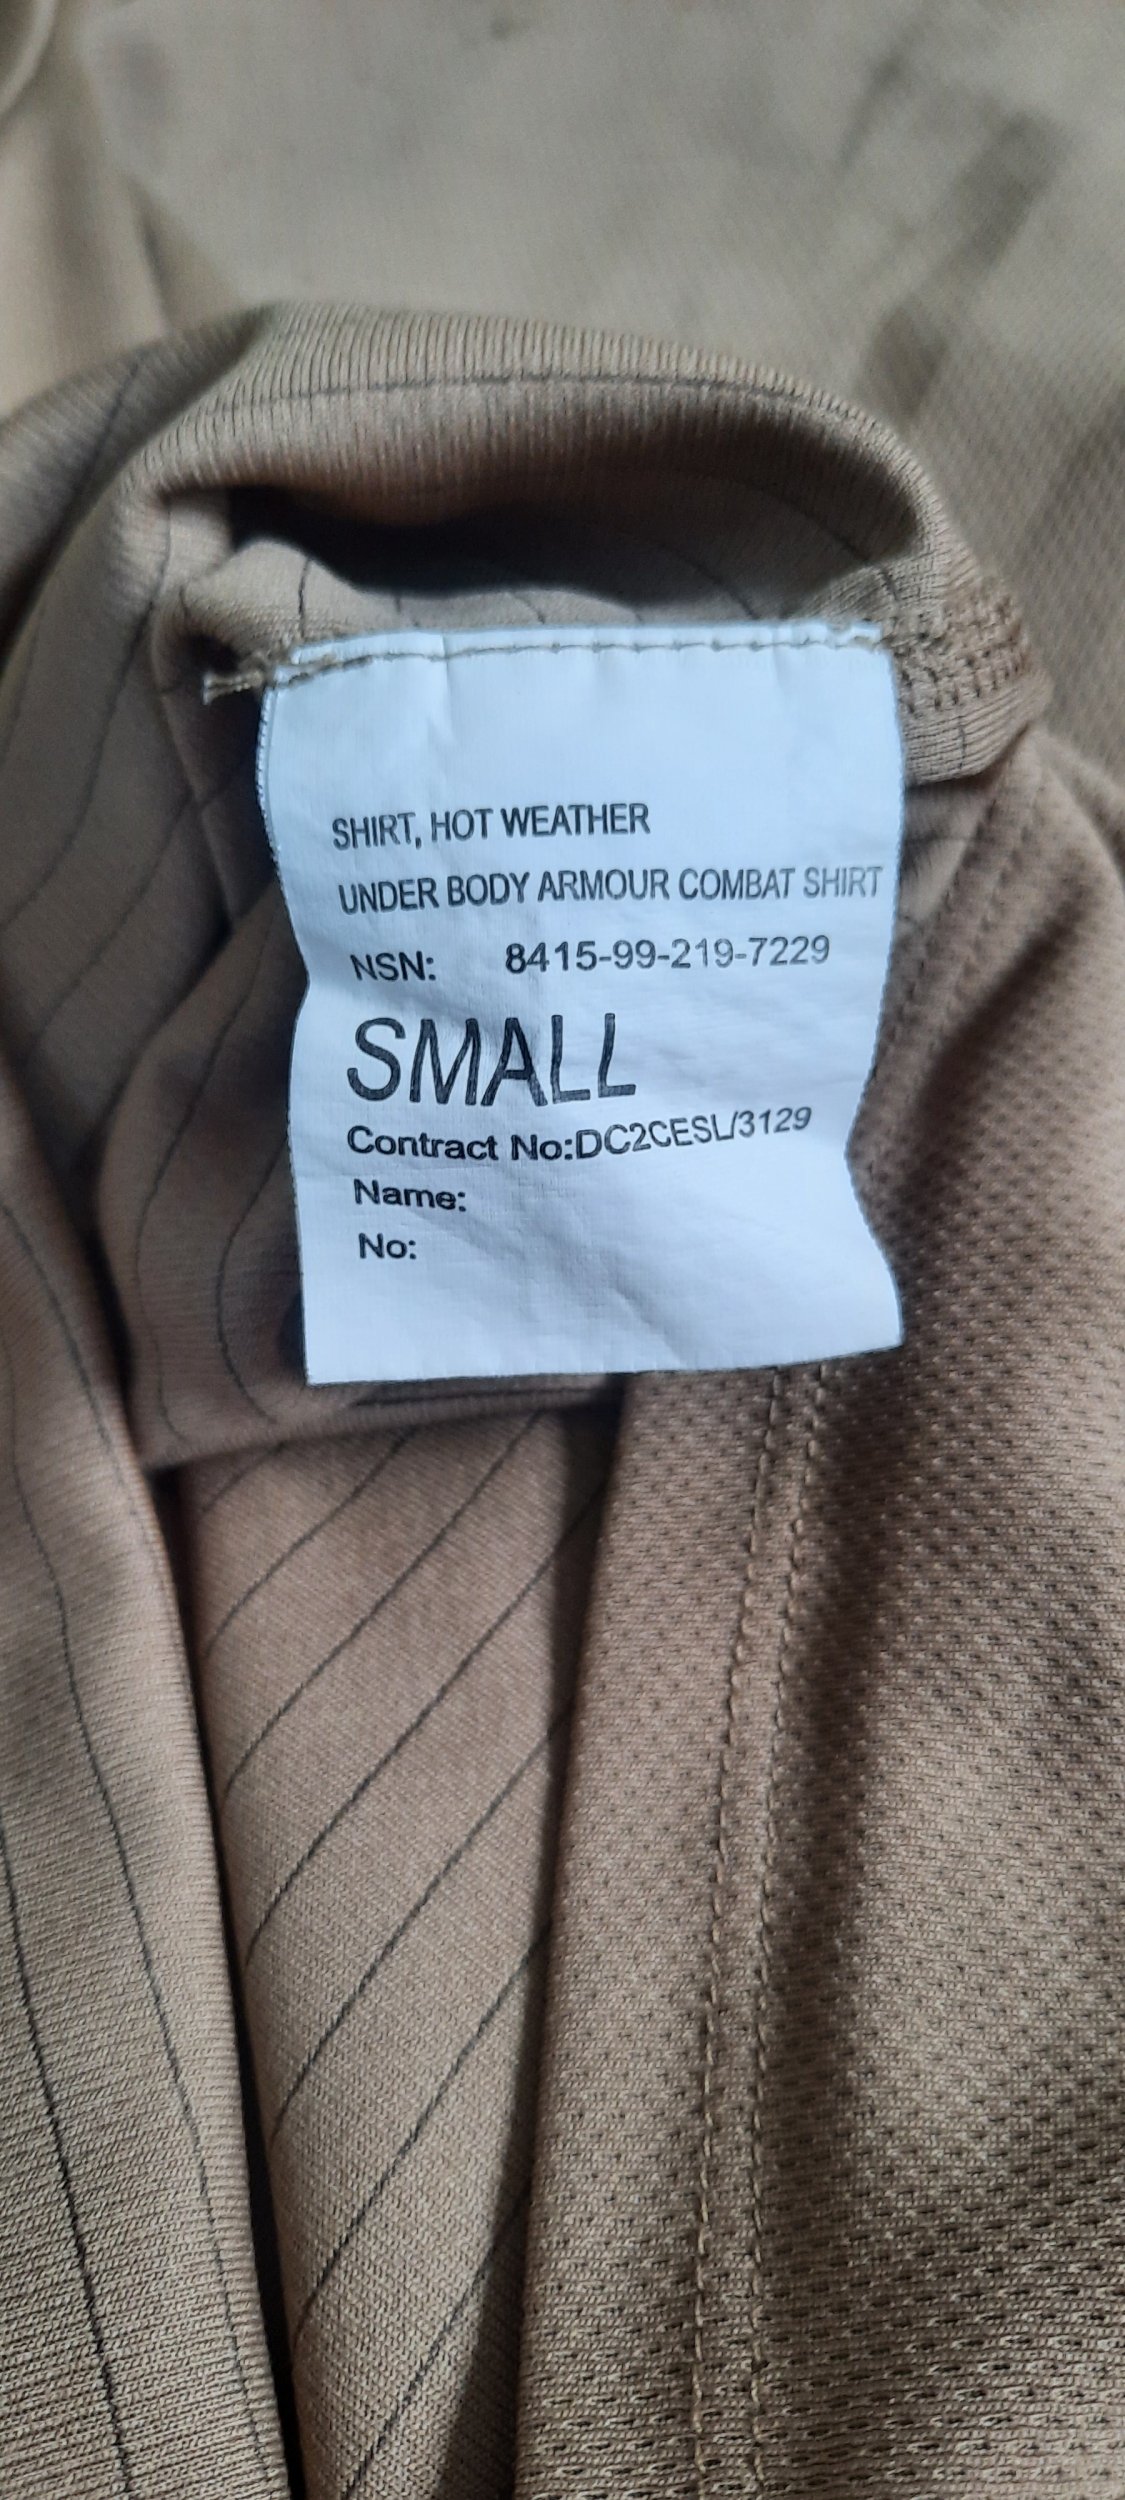 SHIRT, HOT WEATHER
UNDER BODY ARMOUR COMBAT SHIRT
NSN: 8415-99-219-7229
SMALL
Contract No:DC2CESL/3129
Name:
No: